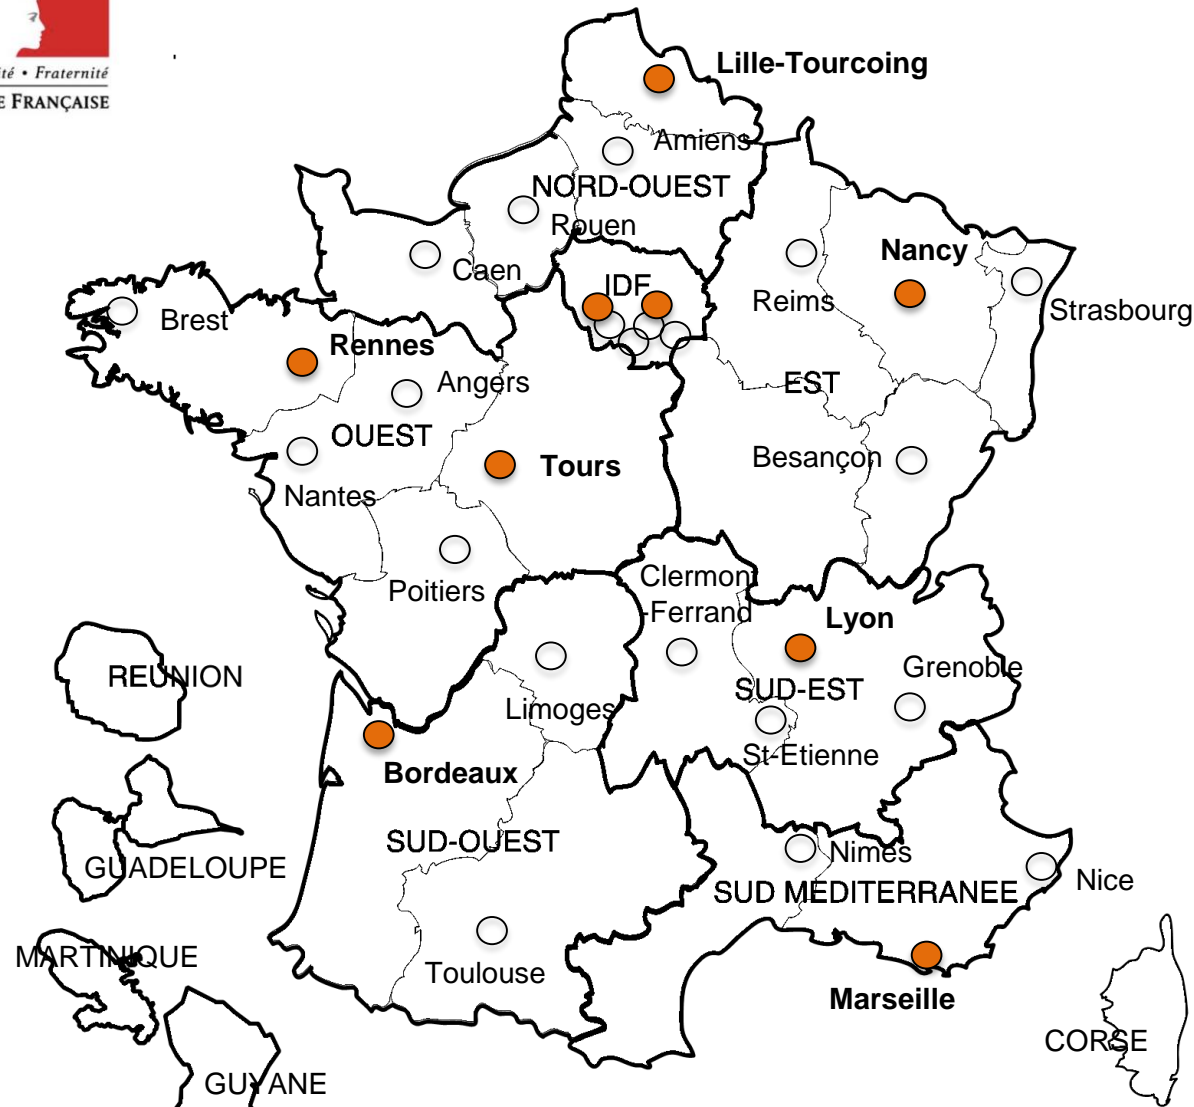 té • Fraternité
E FRANÇAISE
Lille-Tourcoing
Amiens
NORD-OUEST
Rouen
Nancy
Caen
IDF
Reims
Strasbourg
Brest
Rennes
Angers
EST
OUEST
Tours
Besançon
Nantes
Clermont
-Ferrand
Poitiers
Lyon
Grenoble
REUNION
SUD-EST
Limoges
St-Etienne
Bordeaux
SUD-OUEST
Nimes
GUADELOUPE
Nice
SUD MEDITERRANEE
MARTINIQUE
Toulouse
Marseille
CORSE
GUYANE